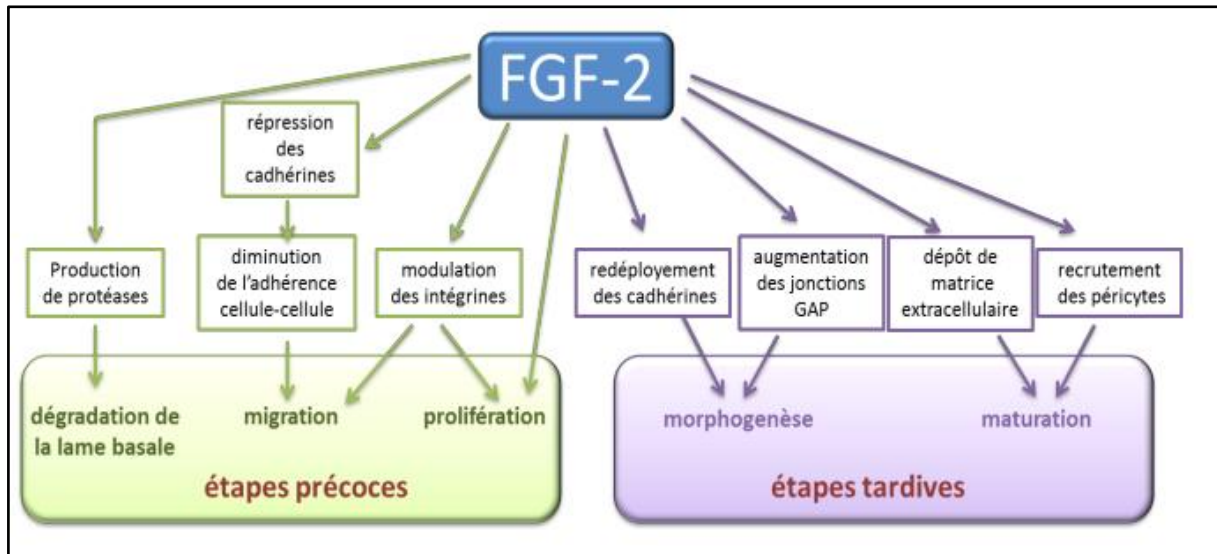 FGF-2
répression
des
cadhérines
Production
de protéases
diminution
de l'adhérence
cellule-cellule
modulation
des intégrines
redéployement
des cadhérines
augmentation
des jonctions
GAP
dépôt de
matrice
extracellulaire
recrutement
des péricytes
dégradation de
la lame basale
migration
prolifération
étapes précoces
morphogenèse
maturation
étapes tardives